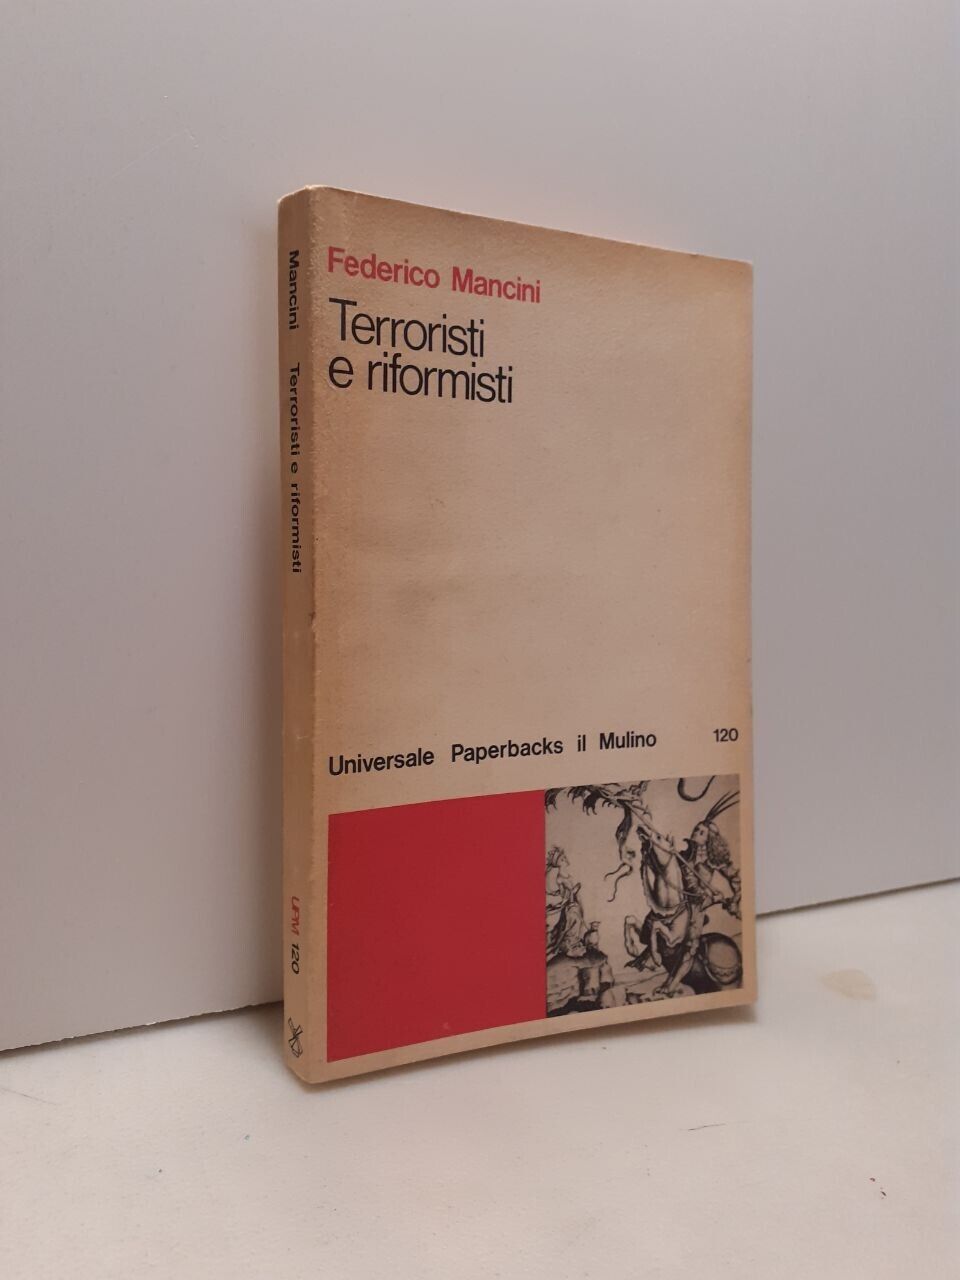 Federico Mancini
Terroristi
e riformisti
Universale Paperbacks il Mulino 120
Mancini Terroristi e riformisti UPM 120